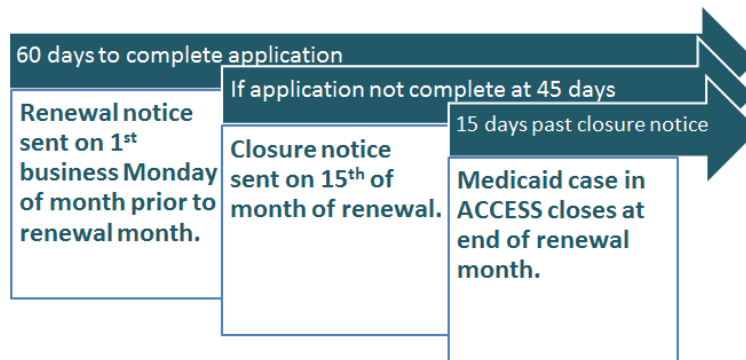 60 days to complete application
Renewal notice
sent on 1st
business Monday
of month prior to
renewal month.
If application not complete at 45 days
Closure notice
sent on 15th of
month of renewal.
15 days past closure notice
Medicaid case in
ACCESS closes at
end of renewal
month.